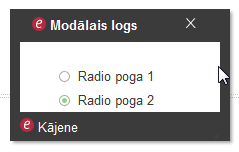 Modālais logs
Radio poga 1
Radio poga 2
Kājene